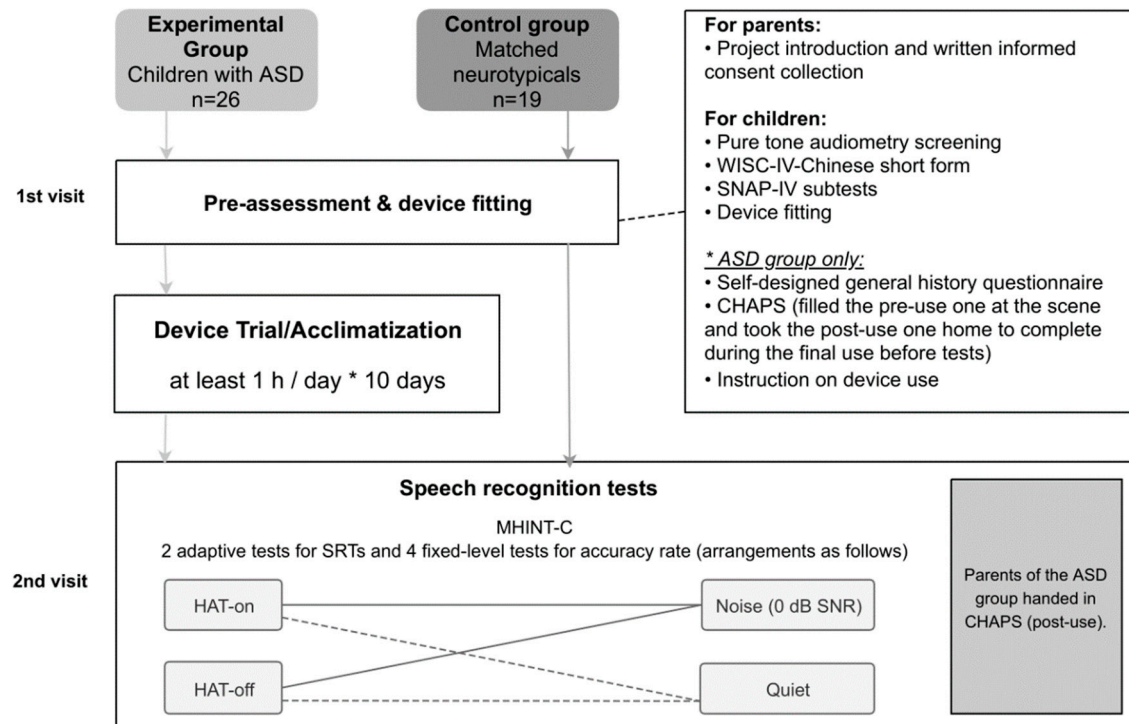 Experimental
Group
Children with ASD
n=26
Control group
Matched
neurotypicals
n=19
For parents:
• Project introduction and written informed
consent collection
For children:
• Pure tone audiometry screening
• WISC-IV-Chinese short form
• SNAP-IV subtests
• Device fitting
* ASD group only:
• Self-designed general history questionnaire
• CHAPS (filled the pre-use one at the scene
and took the post-use one home to complete
during the final use before tests)
• Instruction on device use
1st visit
Pre-assessment & device fitting
Device Trial/Acclimatization
at least 1 h / day * 10 days
2nd visit
Speech recognition tests
MHINT-C
2 adaptive tests for SRTs and 4 fixed-level tests for accuracy rate (arrangements as follows)
HAT-on
Noise (0 dB SNR)
HAT-off
Quiet
Parents of the ASD
group handed in
CHAPS (post-use).